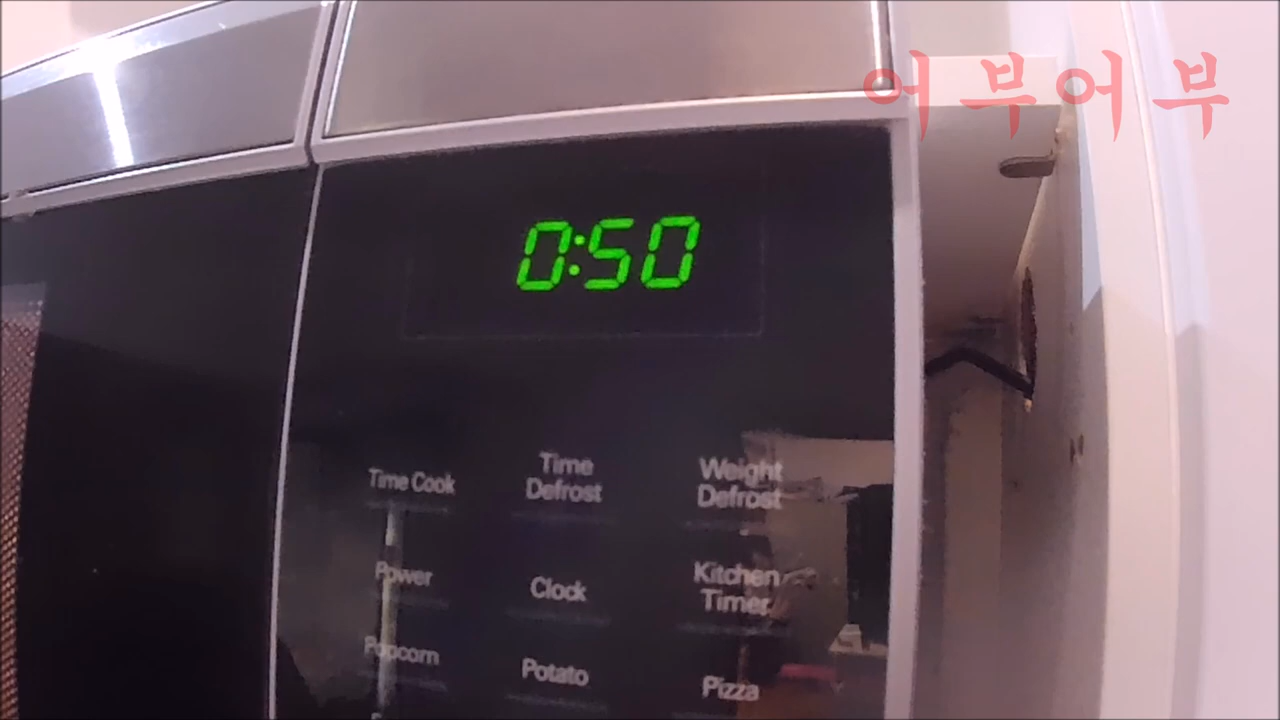 어부어부
0:50
Time Cook
Time
Defrost
Weight
Defrost
Power
Clock
Kitchen
Timer
Popcorn
Potato
Pizza